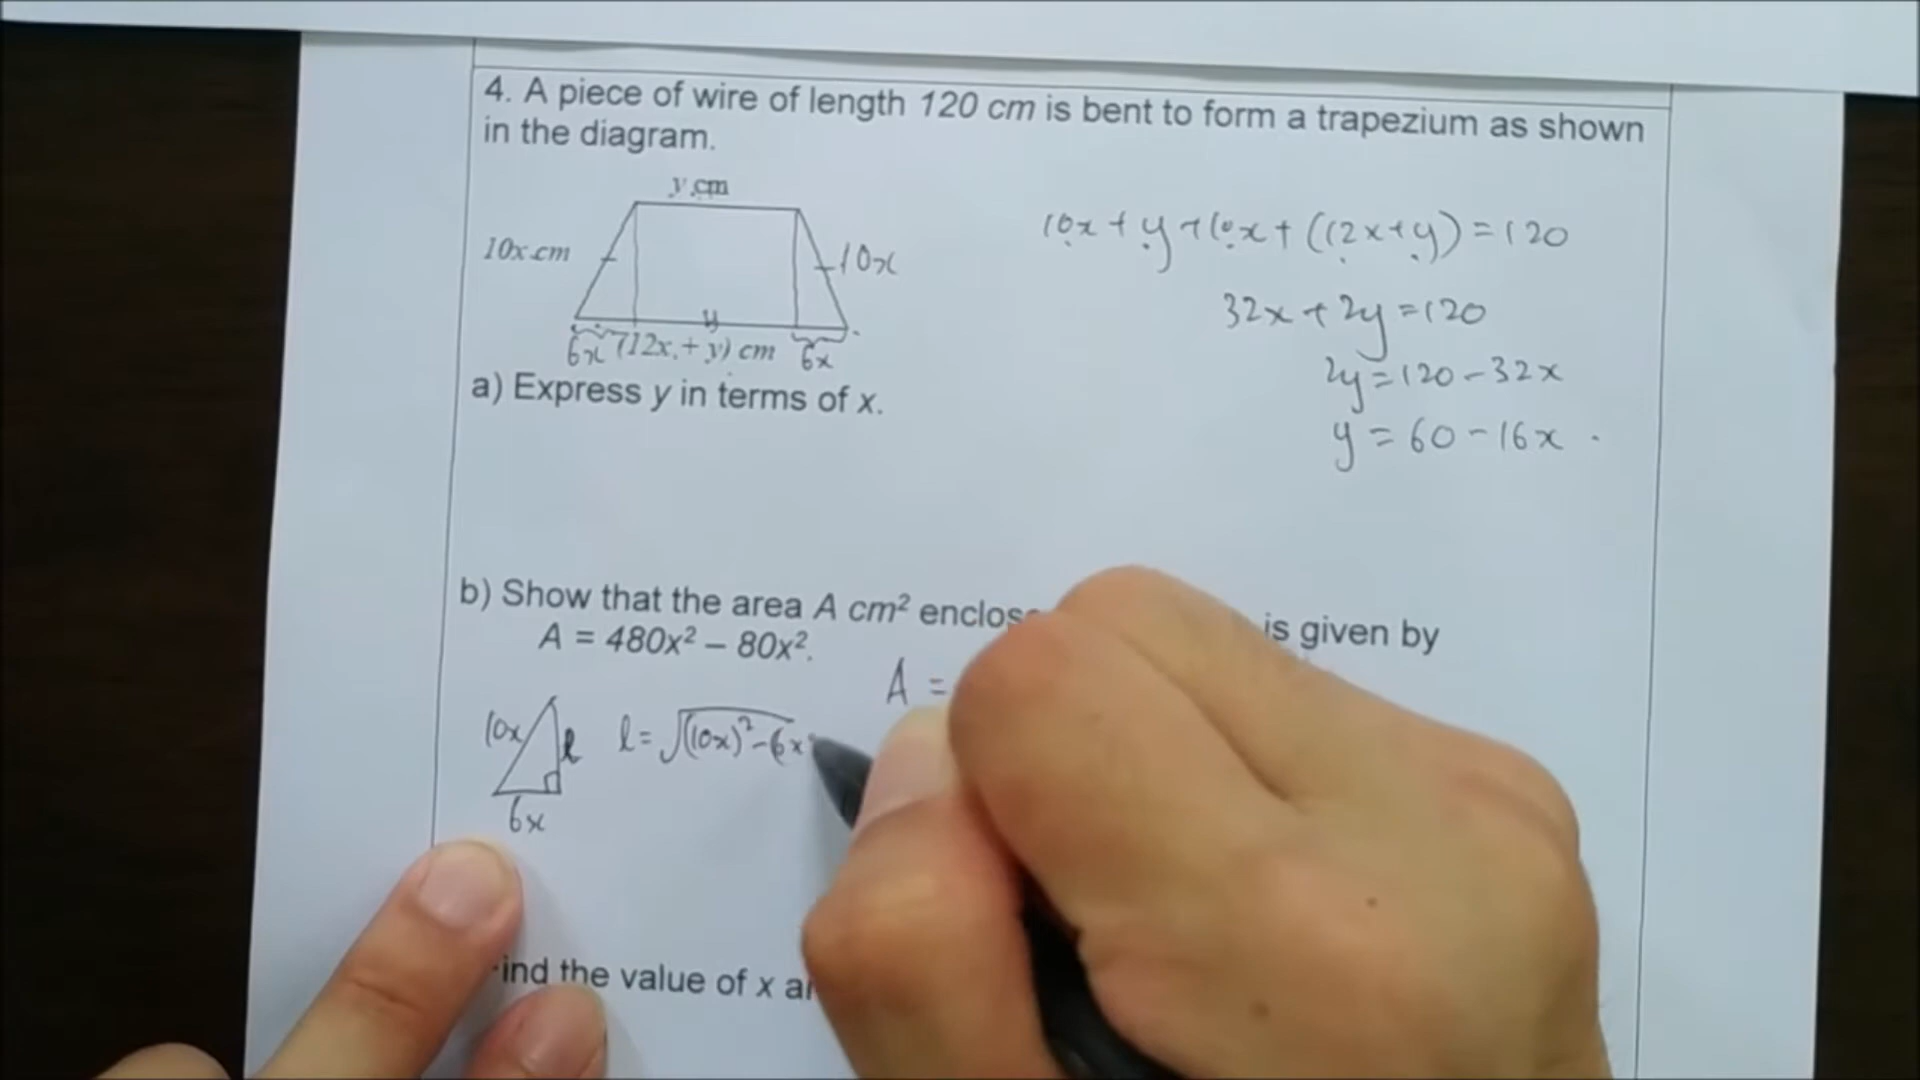 4. A piece of wire of length 120 cm is bent to form a trapezium as shown
in the diagram.
y cm
10x cm
10x
y
6x (12x + y) cm 6x
10x + y + 10x + (12x+y) = 120
32x + 2y = 120
2y = 120 - 32x
y = 60 - 16x
a) Express y in terms of x.
b) Show that the area A cm² is given by
A = 480x² – 80x².
A =
10x
l
6x
l = √(10x)² - 6x
the value of x